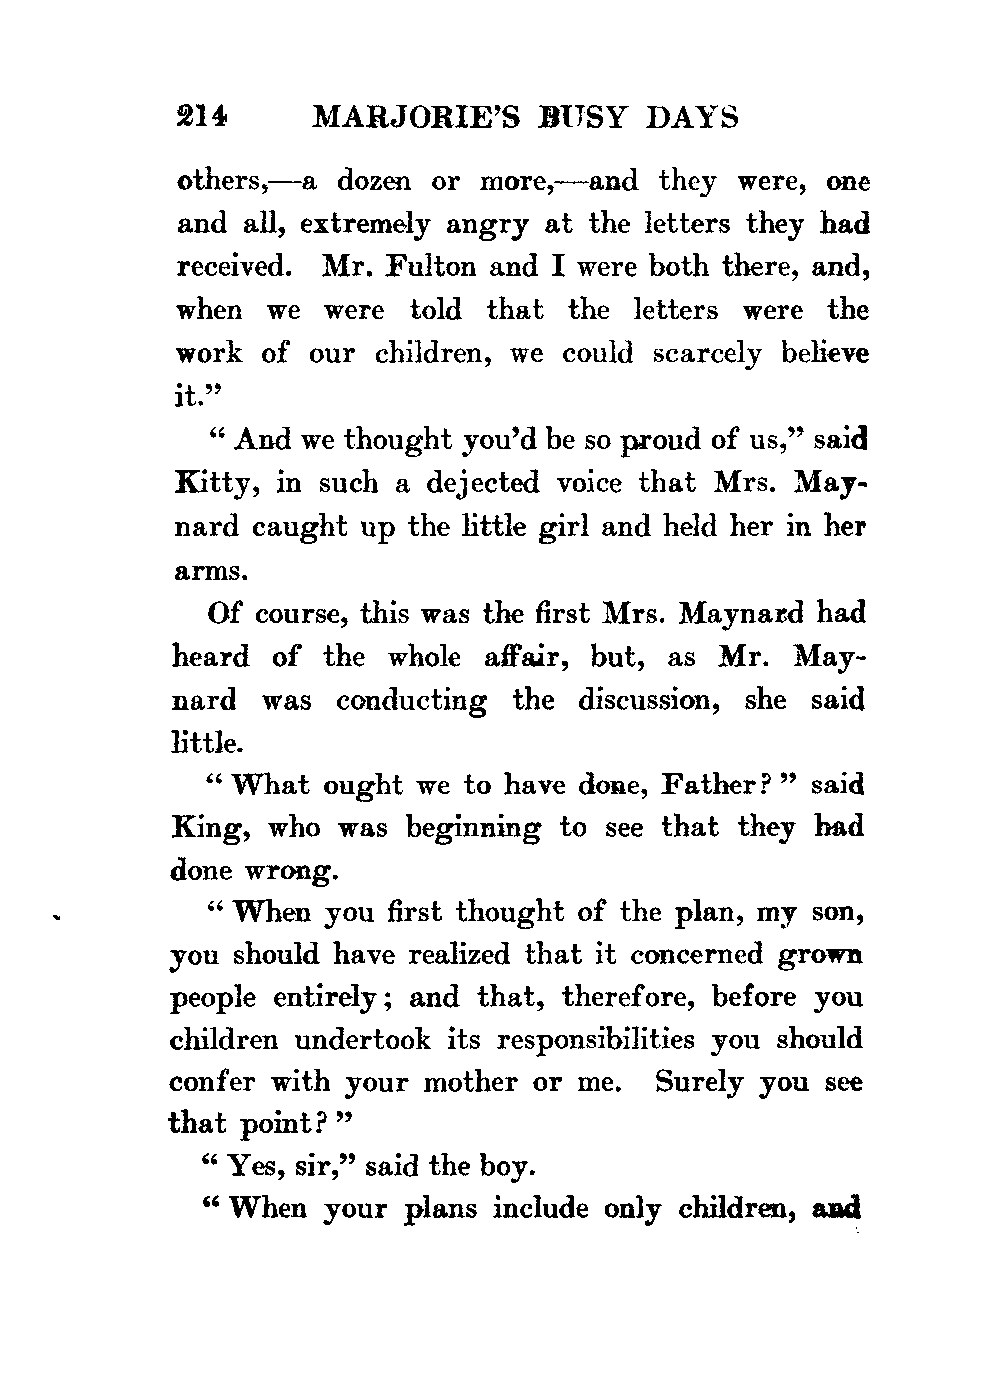 214 MARJORIE'S BUSY DAYS
others,—a dozen or more,—and they were, one
and all, extremely angry at the letters they had
received. Mr. Fulton and I were both there, and,
when we were told that the letters were the
work of our children, we could scarcely believe
it.”
“ And we thought you’d be so proud of us,” said
Kitty, in such a dejected voice that Mrs. May-
nard caught up the little girl and held her in her
arms.
Of course, this was the first Mrs. Maynard had
heard of the whole affair, but, as Mr. May-
nard was conducting the discussion, she said
little.
“ What ought we to have done, Father? ” said
King, who was beginning to see that they had
done wrong.
“ When you first thought of the plan, my son,
you should have realized that it concerned grown
people entirely; and that, therefore, before you
children undertook its responsibilities you should
confer with your mother or me. Surely you see
that point? ”
“ Yes, sir,” said the boy.
“ When your plans include only children, and